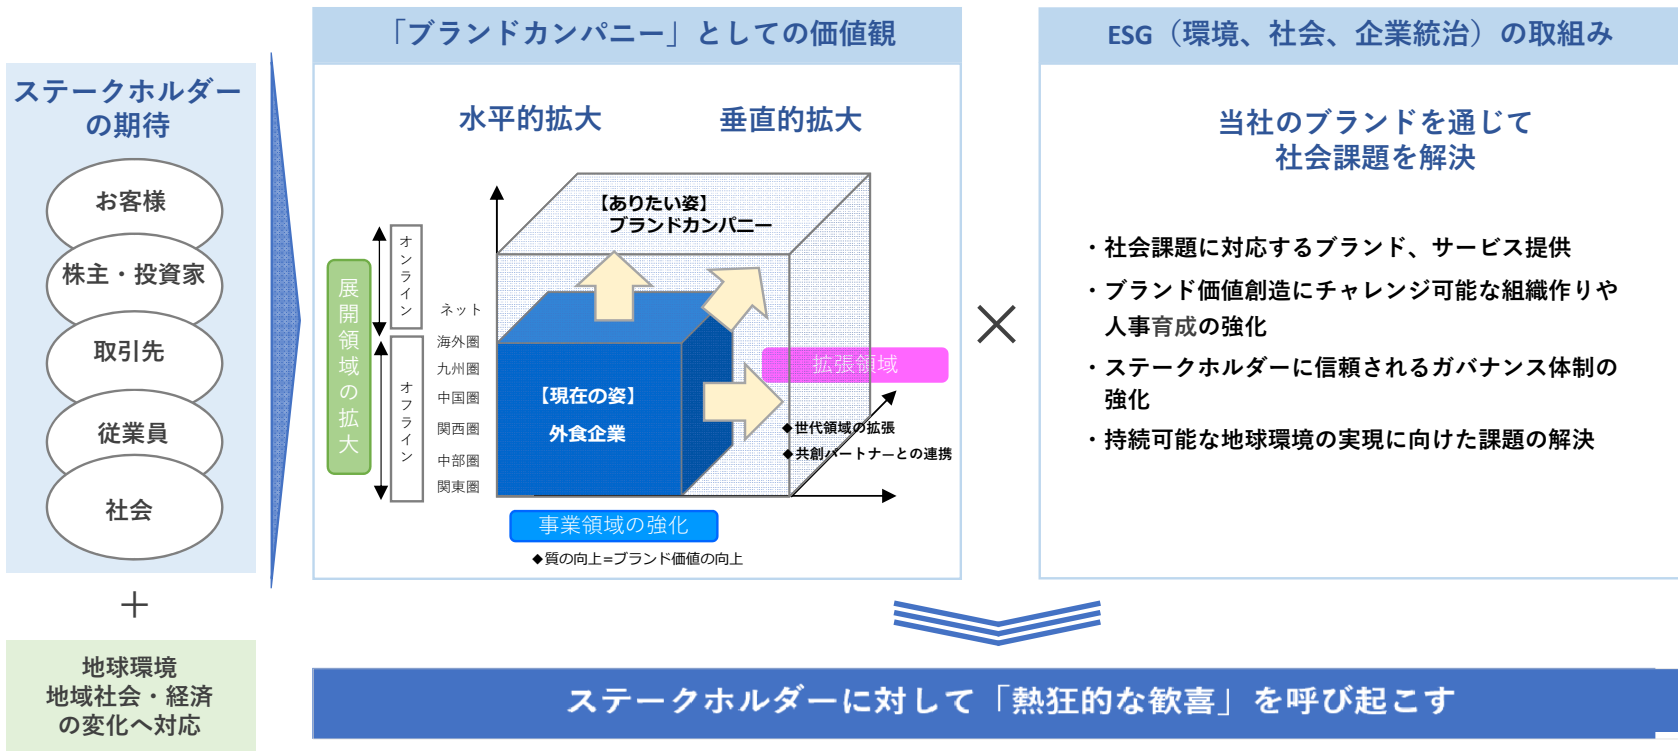 ステークホルダー
の期待
お客様
株主・投資家
取引先
従業員
社会
＋
地球環境
地域社会・経済
の変化へ対応
「ブランドカンパニー」としての価値観
水平的拡大
垂直的拡大
【ありたい姿】
ブランドカンパニー
展開領域の拡大
オンライン
オフライン
ネット
海外圏
九州圏
中国圏
関西圏
中部圏
関東圏
【現在の姿】
外食企業
拡張領域
◆世代領域の拡張
◆共創パートナーとの連携
事業領域の強化
◆質の向上=ブランド価値の向上
×
ESG（環境、社会、企業統治）の取組み
当社のブランドを通じて
社会課題を解決
・社会課題に対応するブランド、サービス提供
・ブランド価値創造にチャレンジ可能な組織作りや
人事育成の強化
・ステークホルダーに信頼されるガバナンス体制の
強化
・持続可能な地球環境の実現に向けた課題の解決
ステークホルダーに対して「熱狂的な歓喜」を呼び起こす